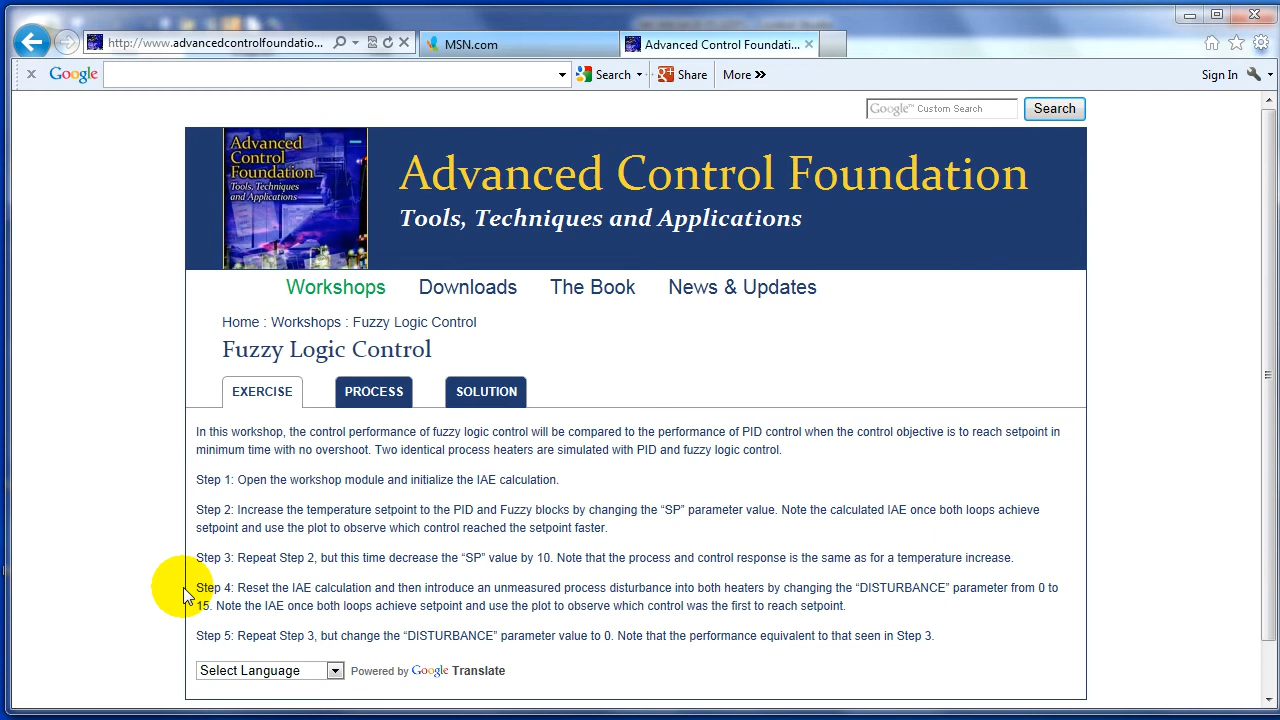 http://www.advancedcontrolfoundatio...
MSN.com
Advanced Control Foundati...
Google
Search
Share
More »
Sign In
Google™ Custom Search
Search
Advanced
Control
Foundation
Tools, Techniques
and Applications
Advanced Control Foundation
Tools, Techniques and Applications
Workshops Downloads The Book News & Updates
Home : Workshops : Fuzzy Logic Control
Fuzzy Logic Control
EXERCISE PROCESS SOLUTION
In this workshop, the control performance of fuzzy logic control will be compared to the performance of PID control when the control objective is to reach setpoint in
minimum time with no overshoot. Two identical process heaters are simulated with PID and fuzzy logic control.
Step 1: Open the workshop module and initialize the IAE calculation.
Step 2: Increase the temperature setpoint to the PID and Fuzzy blocks by changing the “SP” parameter value. Note the calculated IAE once both loops achieve
setpoint and use the plot to observe which control reached the setpoint faster.
Step 3: Repeat Step 2, but this time decrease the “SP” value by 10. Note that the process and control response is the same as for a temperature increase.
Step 4: Reset the IAE calculation and then introduce an unmeasured process disturbance into both heaters by changing the “DISTURBANCE” parameter from 0 to
15. Note the IAE once both loops achieve setpoint and use the plot to observe which control was the first to reach setpoint.
Step 5: Repeat Step 3, but change the “DISTURBANCE” parameter value to 0. Note that the performance equivalent to that seen in Step 3.
Select Language
Powered by Google Translate